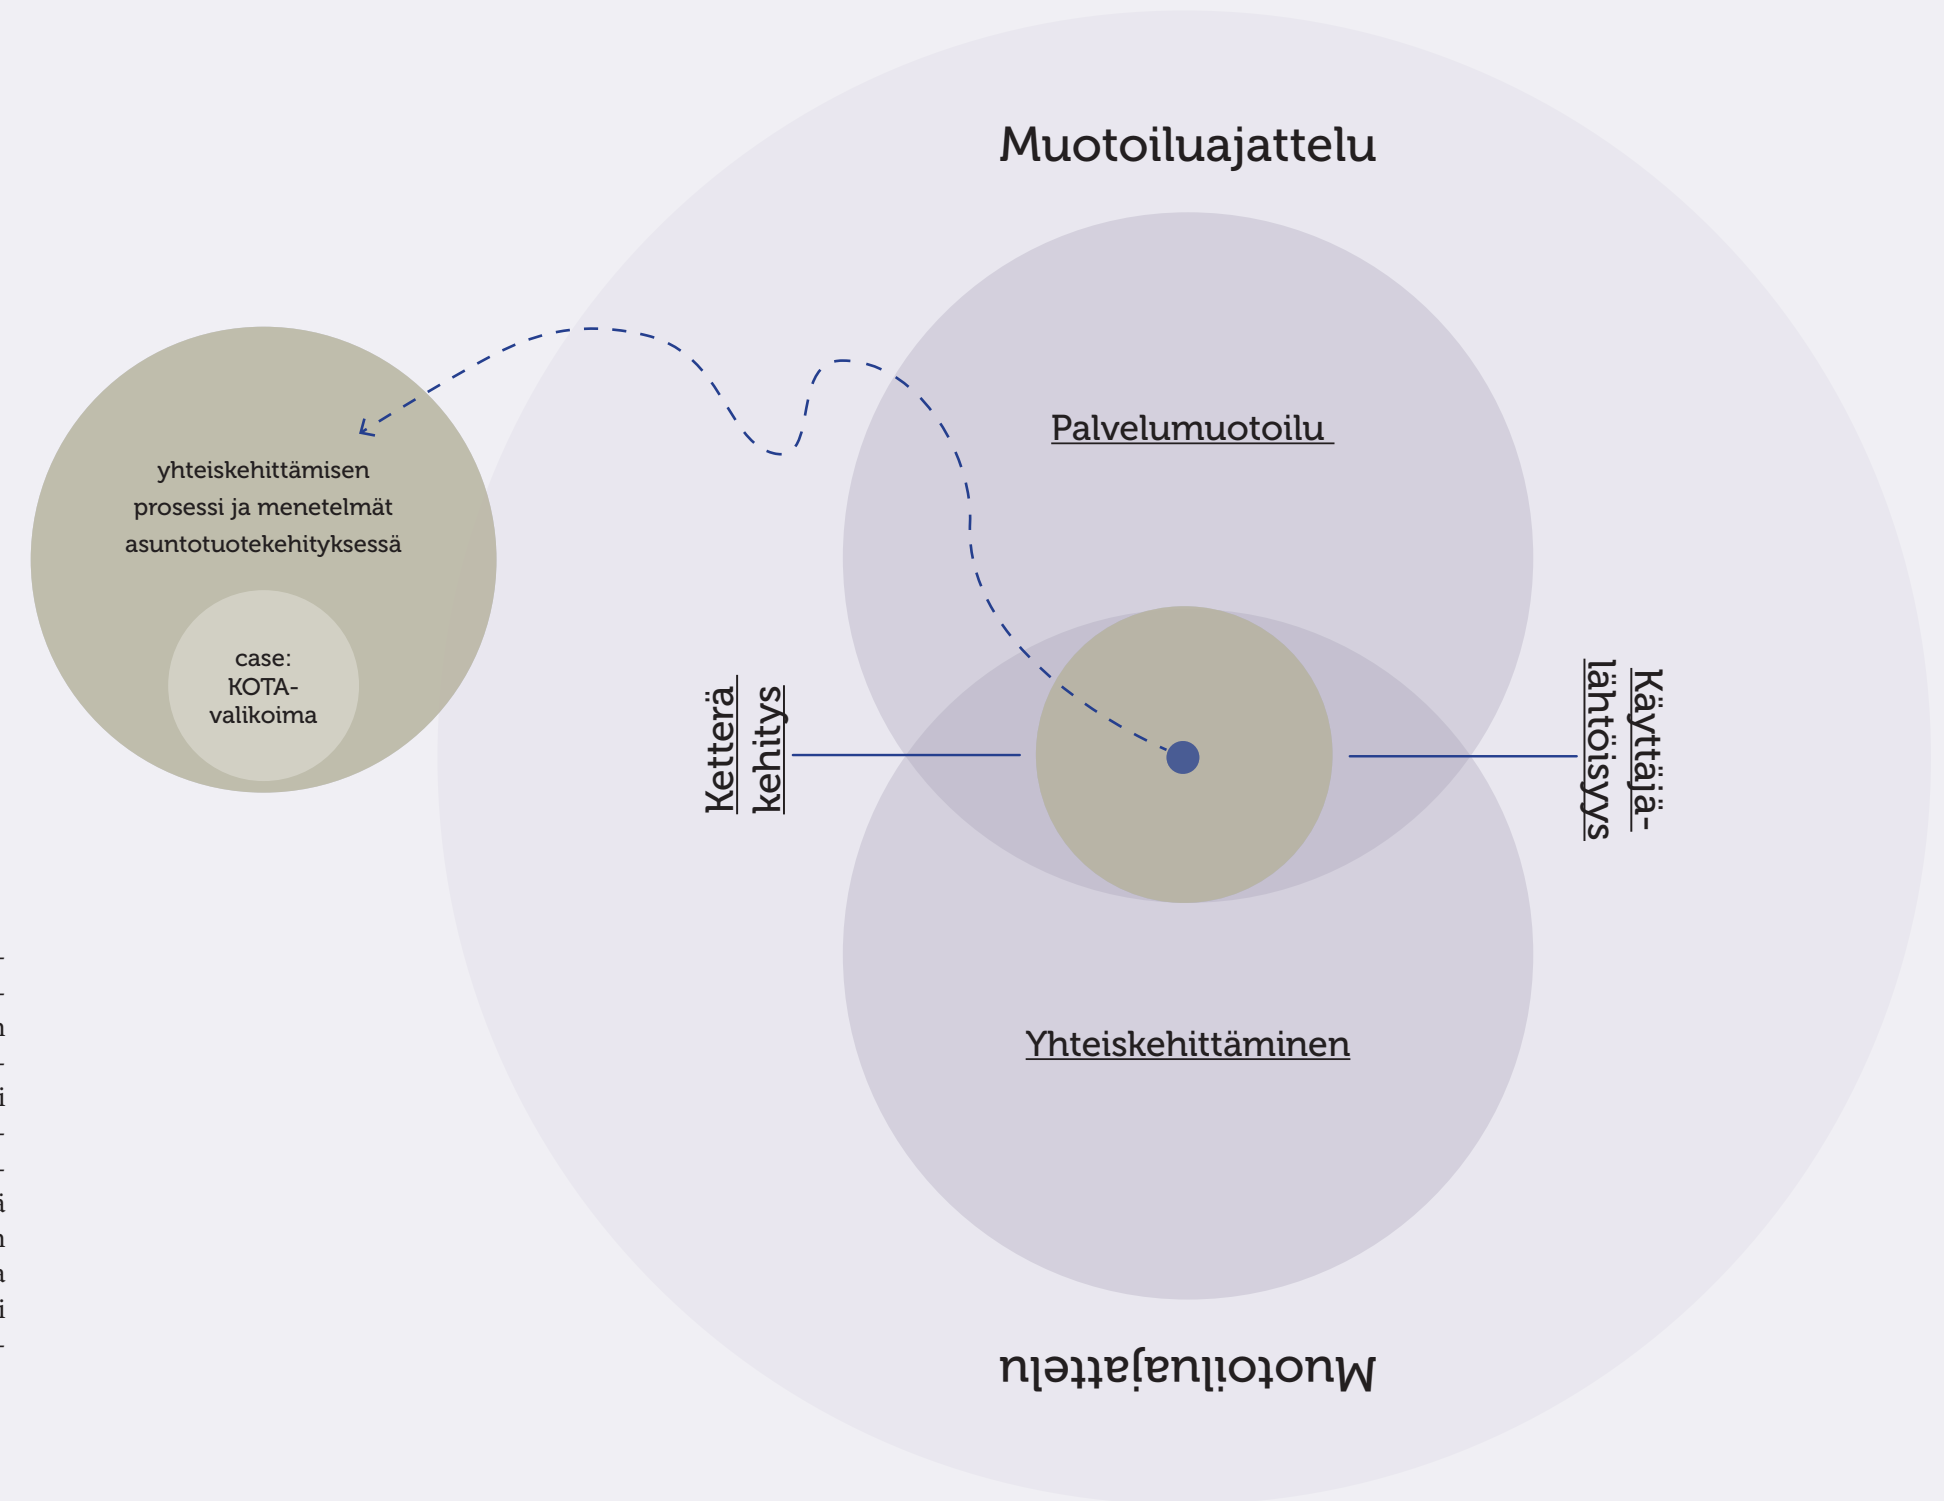 Muotoiluajattelu
Palvelumuotoilu
yhteiskehittämisen
prosessi ja menetelmät
asuntotuotekehityksessä
case:
KOTA-
valikoima
Ketterä
kehitys
Käyttäjä-
lähtöisyys
Yhteiskehittäminen
Muotoiluajattelu